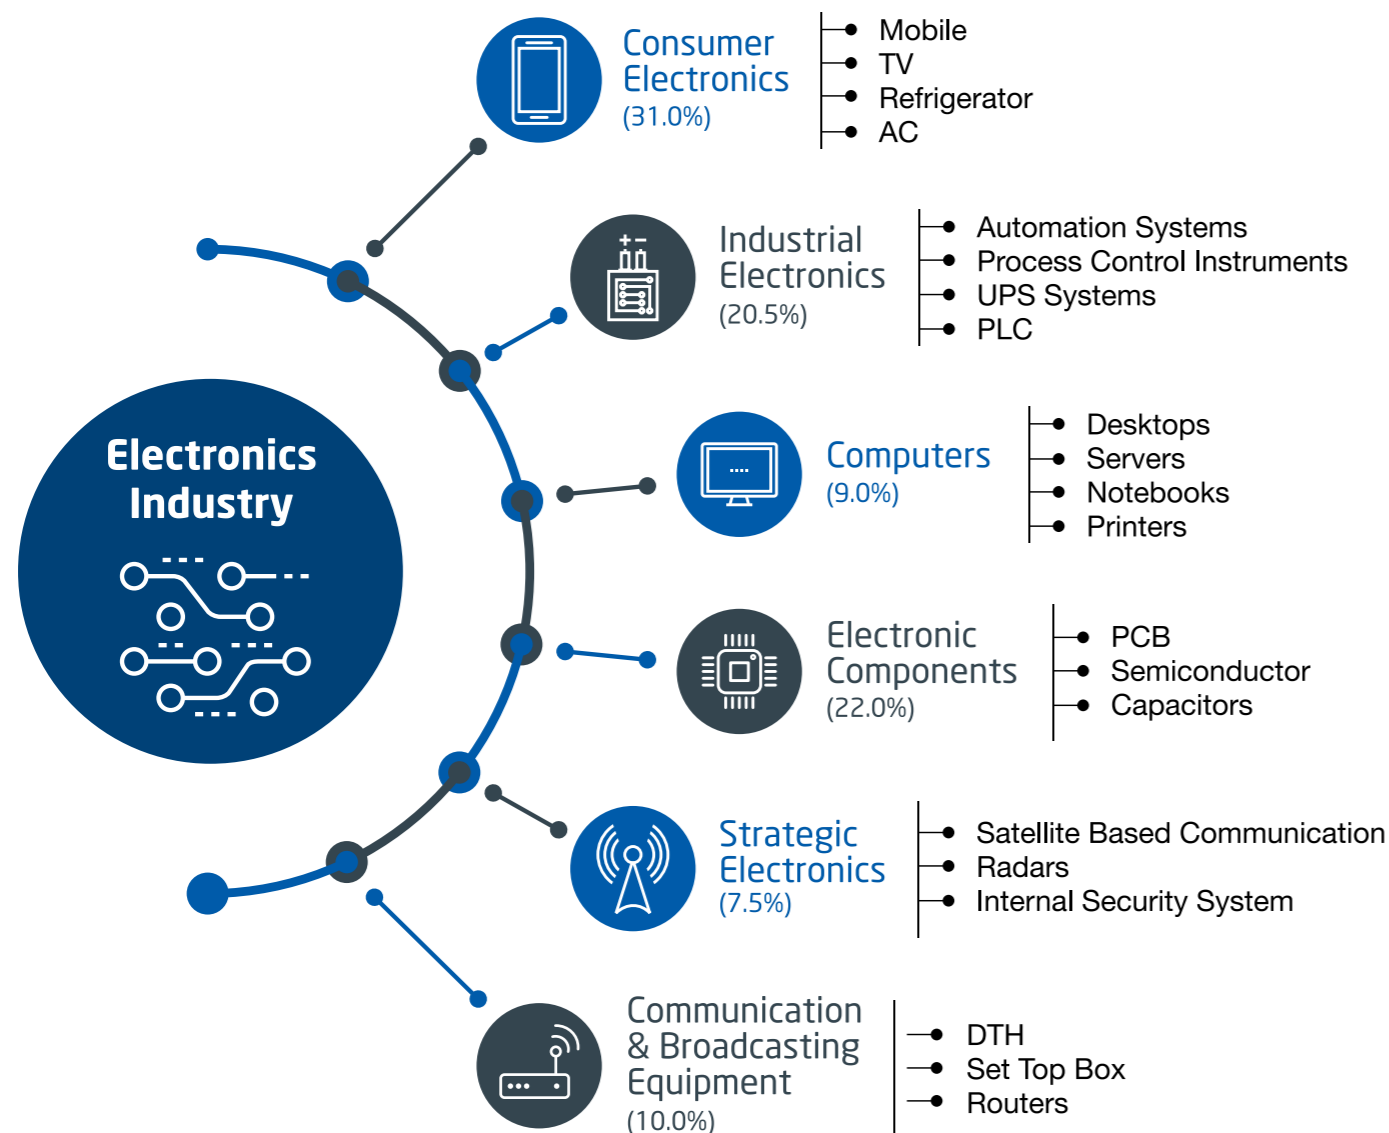 Electronics
Industry
Consumer
Electronics
(31.0%)
Mobile
TV
Refrigerator
AC
Industrial
Electronics
(20.5%)
Automation Systems
Process Control Instruments
UPS Systems
PLC
Computers
(9.0%)
Desktops
Servers
Notebooks
Printers
Electronic
Components
(22.0%)
PCB
Semiconductor
Capacitors
Strategic
Electronics
(7.5%)
Satellite Based Communication
Radars
Internal Security System
Communication
& Broadcasting
Equipment
(10.0%)
DTH
Set Top Box
Routers